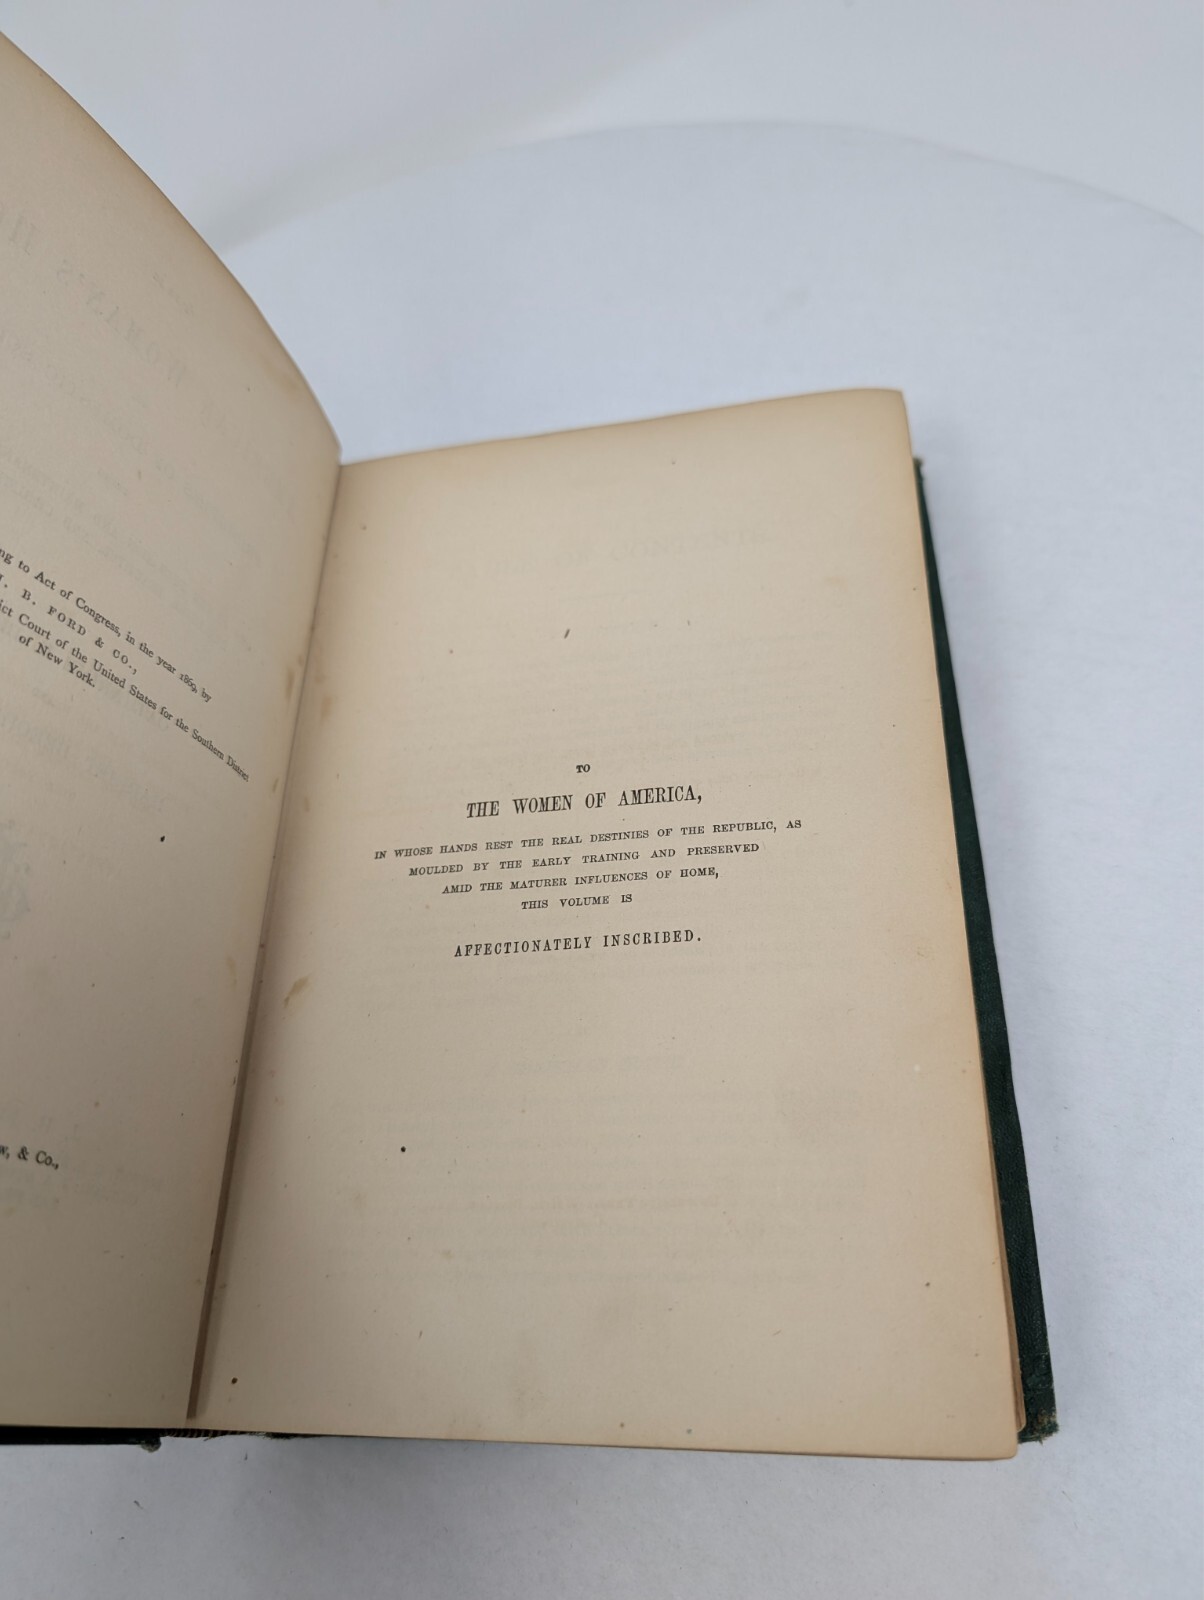 ng to Act of Congress, in the year 1869, by
J. B. FORD & CO.,
ict Court of the United States for the Southern District
of New York.
w, & Co.,
TO
THE WOMEN OF AMERICA,
IN WHOSE HANDS REST THE REAL DESTINIES OF THE REPUBLIC, AS
MOULDED BY THE EARLY TRAINING AND PRESERVED
AMID THE MATURER INFLUENCES OF HOME,
THIS VOLUME IS
AFFECTIONATELY INSCRIBED.